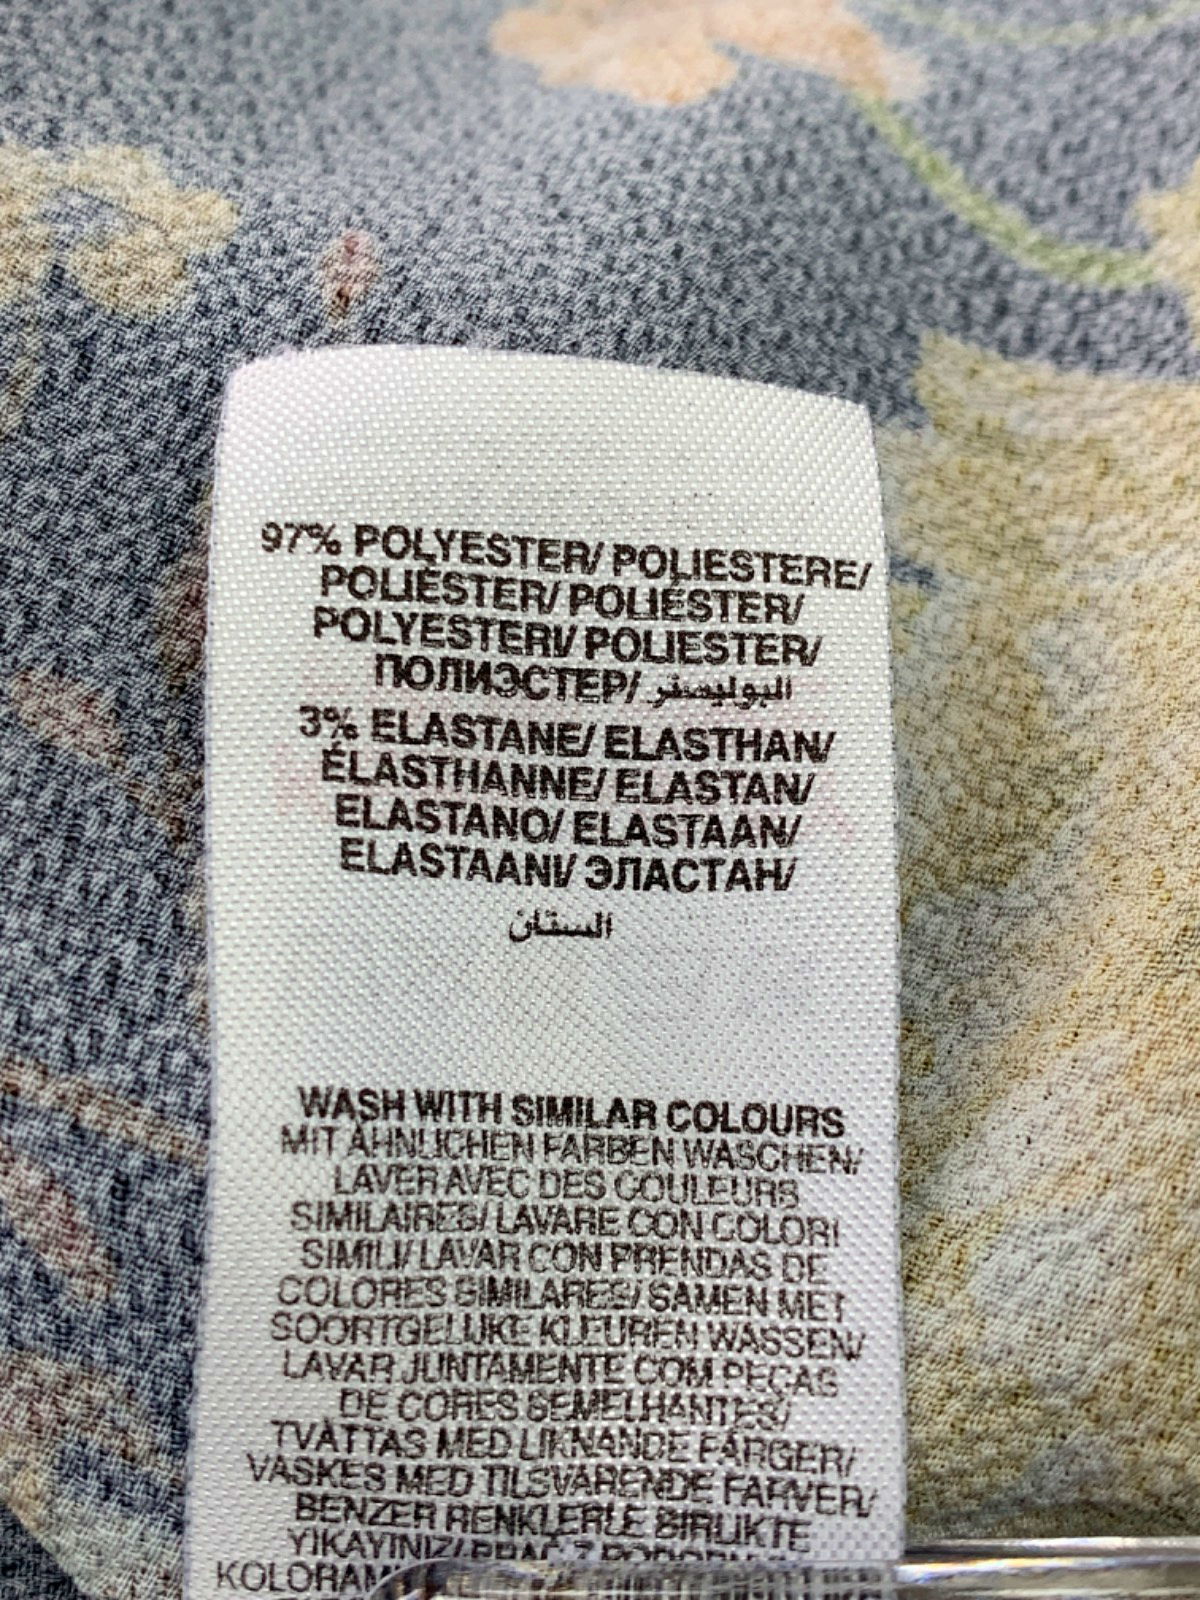 97% POLYESTER/ POLIESTERE/
POLIÉSTER/ POLIÉSTER/
POLYESTERI/ POLIESTER/
ПОЛИЭСТЕР/ البوليستر
3% ELASTANE/ ELASTHAN/
ÉLASTHANNE/ ELASTAN/
ELASTANO/ ELASTAAN/
ELASTAANI/ ЭЛАСТАН/
الستان
WASH WITH SIMILAR COLOURS
MIT ÄHNLICHEN FARBEN WASCHEN/
LAVER AVEC DES COULEURS
SIMILAIRES/ LAVARE CON COLORI
SIMILI/ LAVAR CON PRENDAS DE
COLORES SIMILARES/ SAMEN MET
SOORTGELIJKE KLEUREN WASSEN/
LAVAR JUNTAMENTE COM PEÇAS
DE CORES SEMELHANTES/
TVÄTTAS MED LIKNANDE FÄRGER/
VASKES MED TILSVARENDE FARVER/
BENZER RENKLERLE BIRLIKTE
YIKAYINIZ/ PRAĆ Z